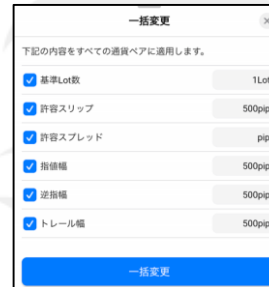 一括変更
×
下記の内容をすべての通貨ペアに適用します。
基準Lot数 1Lot
許容スリップ 500pip
許容スプレッド pip
指値幅 500pip
逆指幅 500pip
トレール幅 500pip
一括変更